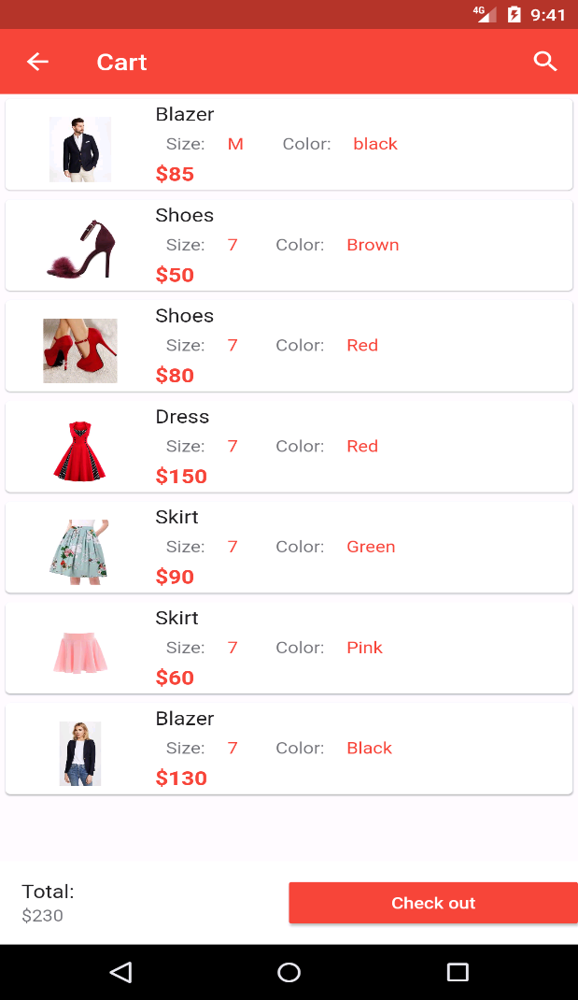 4G 9:41
Cart
Blazer
Size: M Color: black
$85
Shoes
Size: 7 Color: Brown
$50
Shoes
Size: 7 Color: Red
$80
Dress
Size: 7 Color: Red
$150
Skirt
Size: 7 Color: Green
$90
Skirt
Size: 7 Color: Pink
$60
Blazer
Size: 7 Color: Black
$130
Total:
$230
Check out